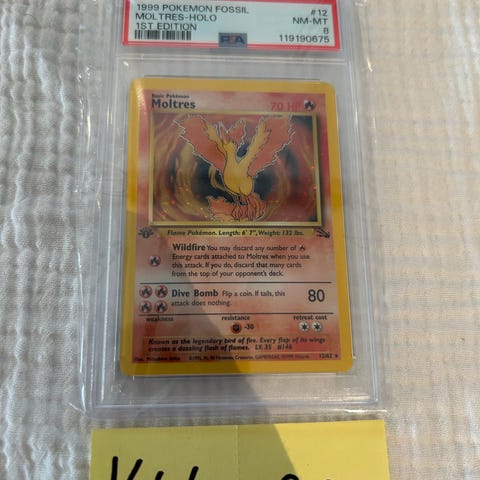 1999 POKEMON FOSSIL #12
MOLTRES-HOLO NM-MT
1ST EDITION 8
PSA 119190675
Basic Pokémon
Moltres 70 HP
Flame Pokémon. Length: 6' 7", Weight: 132 lbs.
Wildfire You may discard any number of
Energy cards attached to Moltres when you use
this attack. If you do, discard that many cards
from the top of your opponent's deck.
Dive Bomb Flip a coin. If tails, this 80
attack does nothing.
weakness resistance retreat cost
-30
Known as the legendary bird of fire. Every flap of its wings
creates a dazzling flash of flames. LV. 35 #146
12/62